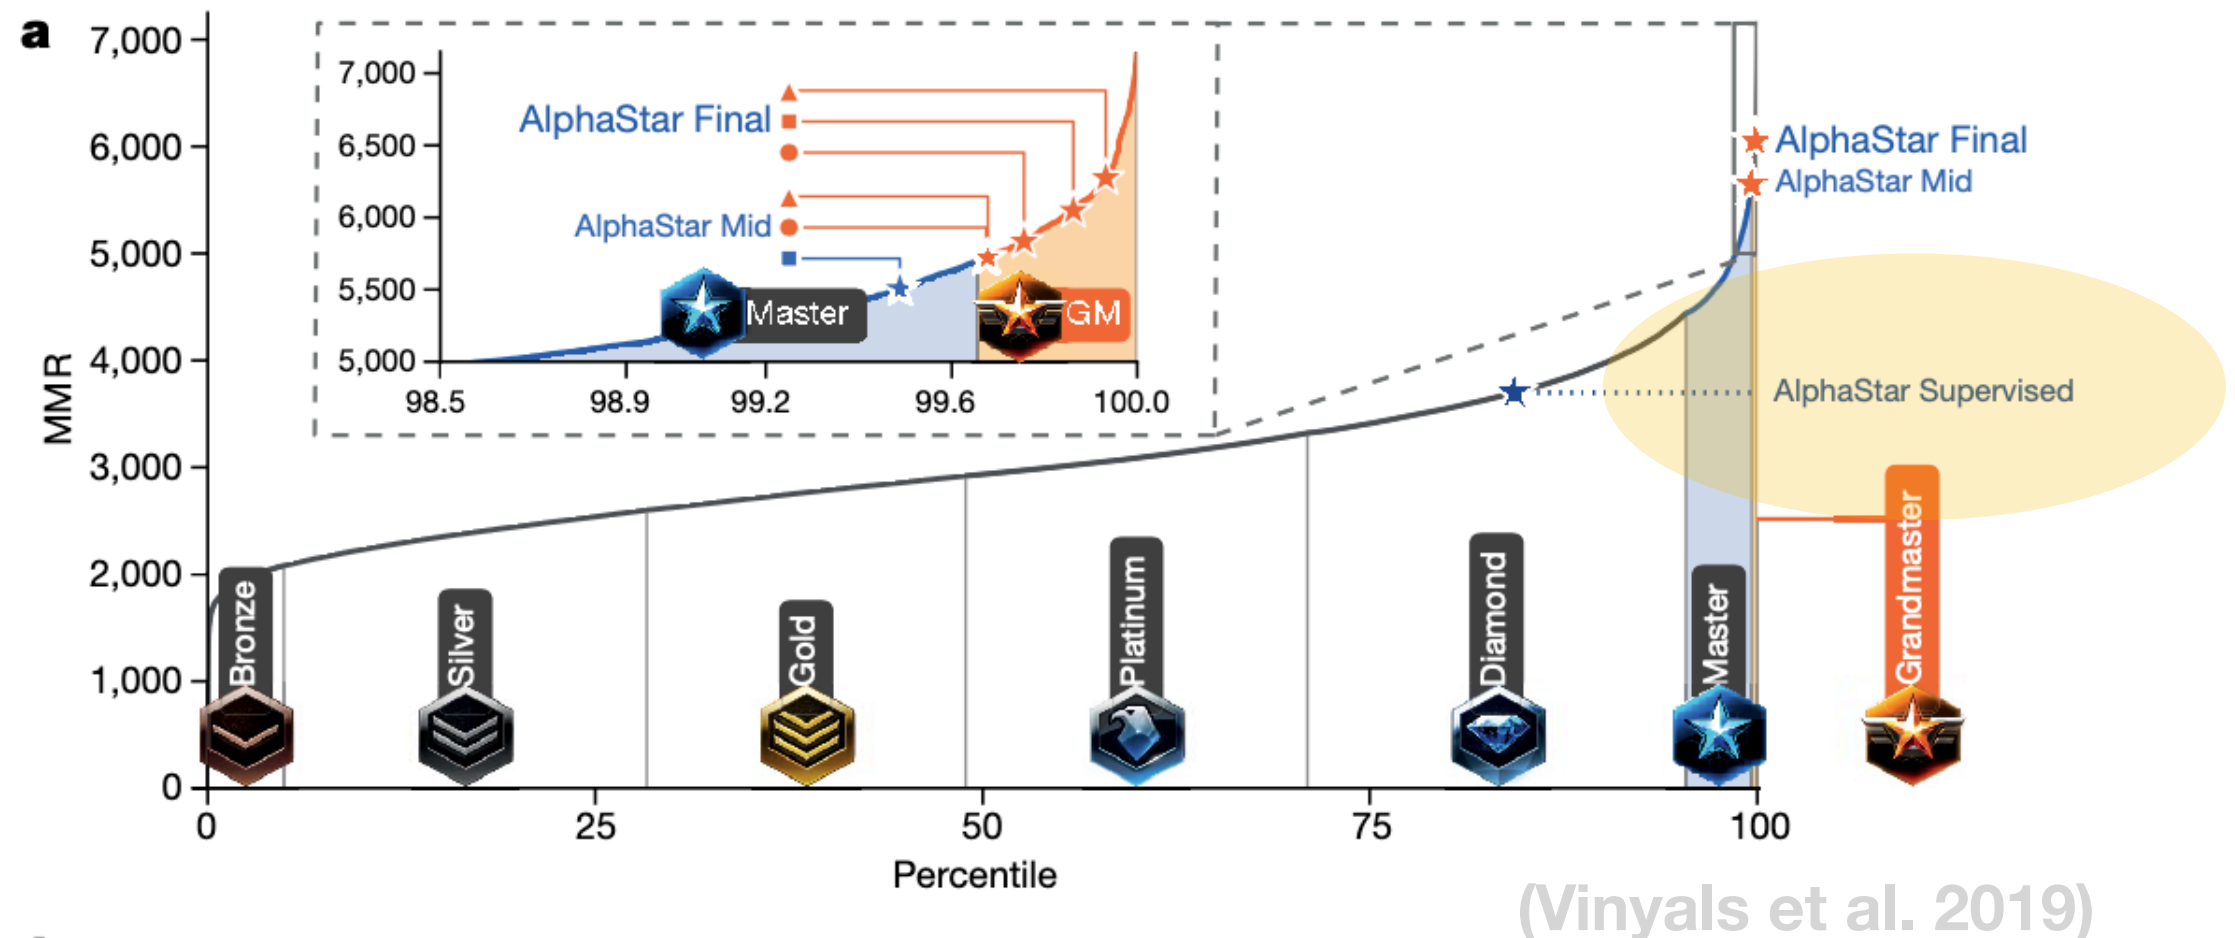 a
7,000
6,000
5,000
4,000
3,000
2,000
1,000
0
MMR
7,000
6,500
6,000
5,500
5,000
98.5 98.9 99.2 99.6 100.0
AlphaStar Final
AlphaStar Mid
Master
GM
AlphaStar Final
AlphaStar Mid
AlphaStar Supervised
Bronze
Silver
Gold
Platinum
Diamond
Master
Grandmaster
0 25 50 75 100
Percentile
(Vinyals et al. 2019)